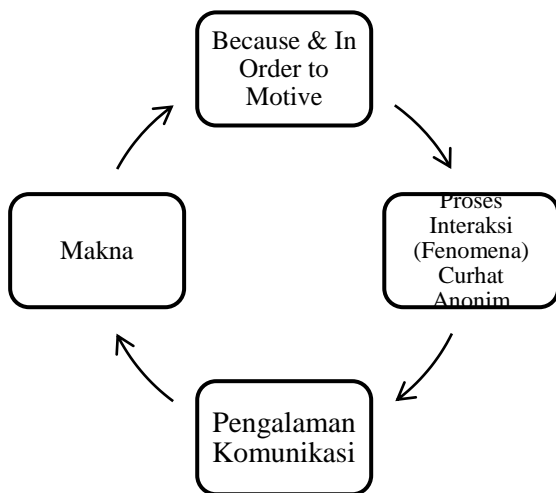 Because & In
Order to
Motive
Proses
Interaksi
(Fenomena)
Curhat
Anonim
Makna
Pengalaman
Komunikasi